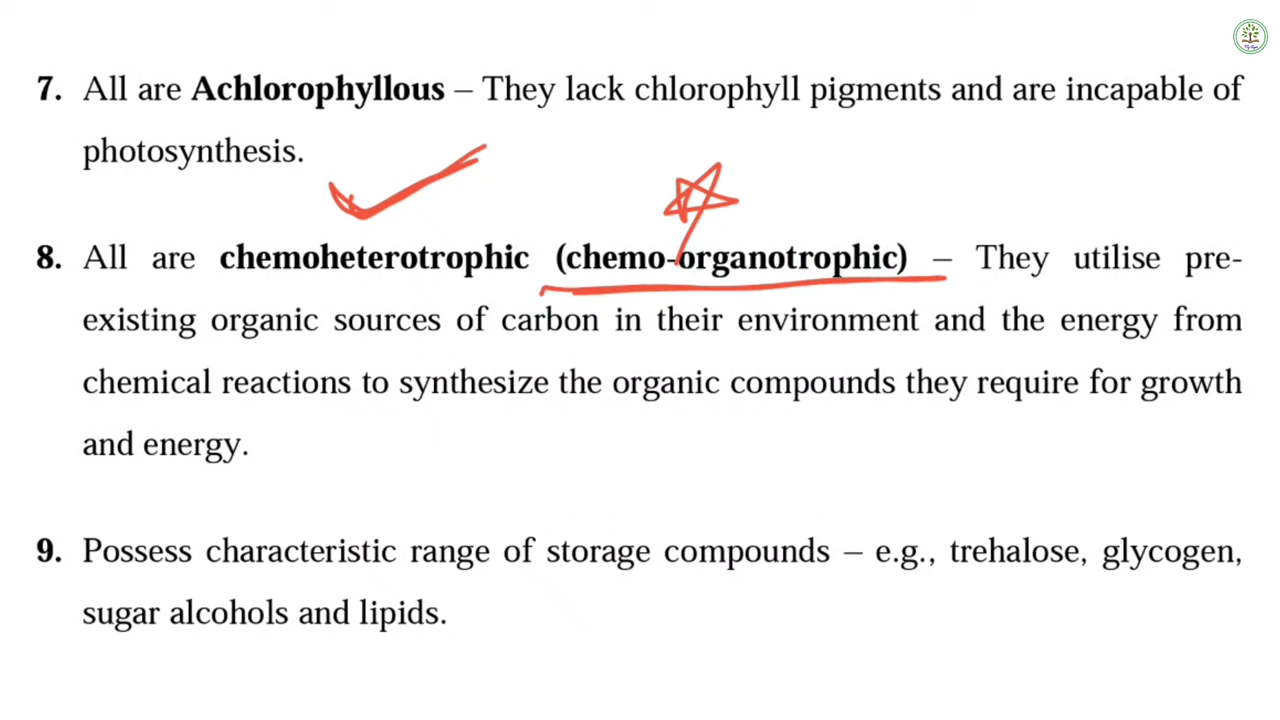 7. All are Achlorophyllous – They lack chlorophyll pigments and are incapable of
photosynthesis.
8. All are chemoheterotrophic (chemo-organotrophic) – They utilise pre-
existing organic sources of carbon in their environment and the energy from
chemical reactions to synthesize the organic compounds they require for growth
and energy.
9. Possess characteristic range of storage compounds – e.g., trehalose, glycogen,
sugar alcohols and lipids.